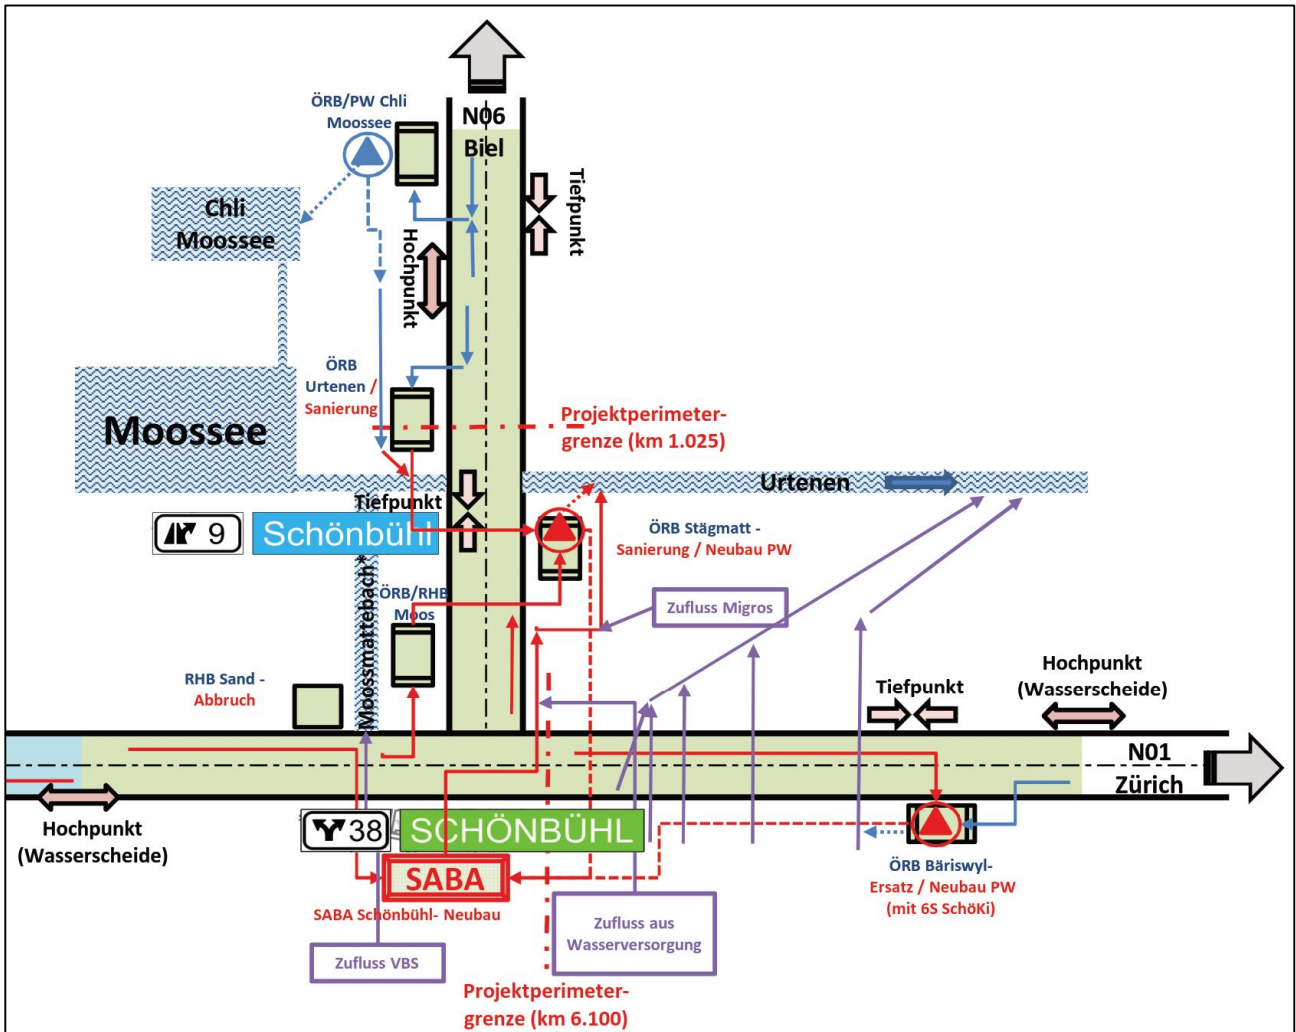 N06
Biel
ÖRB/PW Chli
Moossee
Tiefpunkt
Chli
Moossee
Hochpunkt
ÖRB
Urtenen /
Sanierung
Projektperimeter-
grenze (km 1.025)
Moossee
Urtenen
Tiefpunkt
9
Schönbühl
ÖRB Stägmatt -
Sanierung / Neubau PW
Moossmattebach*
ÖRB/RHB
Moos
Zufluss Migros
RHB Sand -
Abbruch
Tiefpunkt
Hochpunkt
(Wasserscheide)
N01
Zürich
Hochpunkt
(Wasserscheide)
38
SCHÖNBÜHL
SABA
SABA Schönbühl- Neubau
ÖRB Bäriswyl-
Ersatz / Neubau PW
(mit 6S SchöKi)
Zufluss aus
Wasserversorgung
Zufluss VBS
Projektperimeter-
grenze (km 6.100)